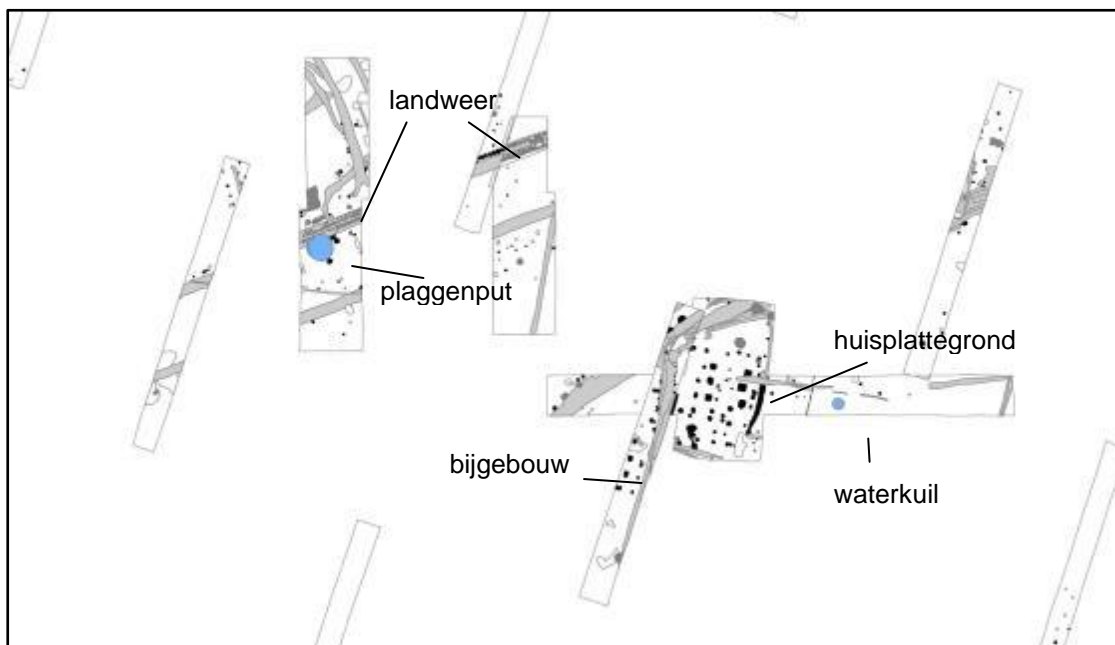 landweer
plaggenput
huisplattegrond
bijgebouw
waterkuil